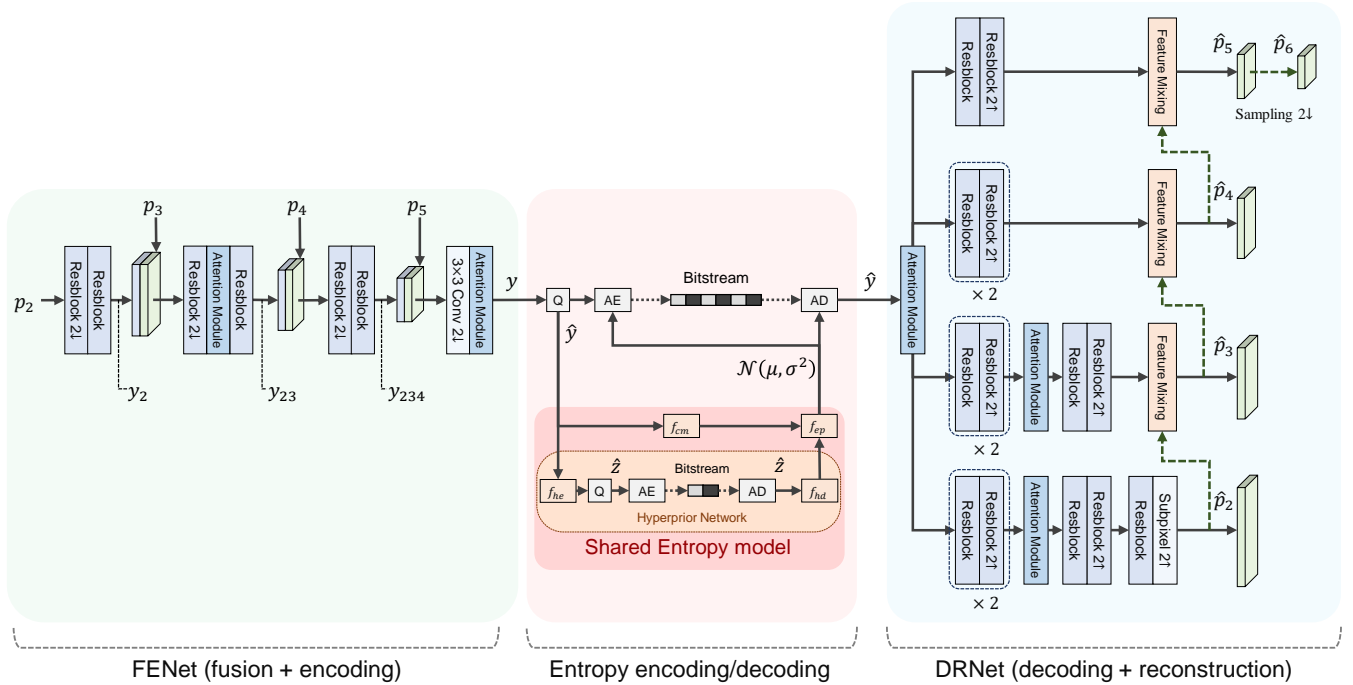 p₂
Resblock 2↓
Resblock
y₂
p₃
Resblock 2↓
Attention Module
Resblock
y₂₃
p₄
Resblock 2↓
Resblock
y₂₃₄
p₅
3×3 Conv 2↓
Attention Module
y
FENet (fusion + encoding)
Q
ŷ
AE
Bitstream
AD
ŷ
𝒩(μ, σ²)
f_cm
f_ep
f_he
Q
ẑ
AE
Bitstream
AD
ẑ
f_hd
Hyperprior Network
Shared Entropy model
Entropy encoding/decoding
Attention Module
Resblock
Resblock 2↑
Feature Mixing
p̂₅
p̂₆
Sampling 2↓
Resblock
Resblock 2↑
× 2
Feature Mixing
p̂₄
Resblock
Resblock 2↑
× 2
Attention Module
Resblock
Resblock 2↑
Feature Mixing
p̂₃
Resblock
Resblock 2↑
× 2
Attention Module
Resblock
Resblock 2↑
Resblock
Subpixel 2↑
p̂₂
DRNet (decoding + reconstruction)